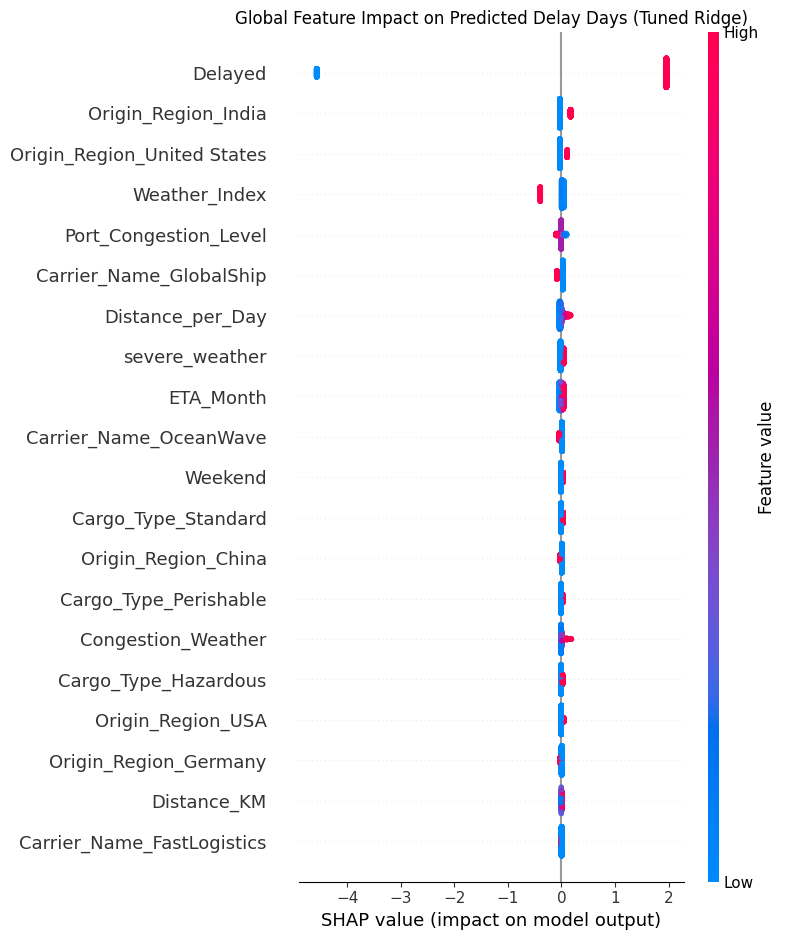 Global Feature Impact on Predicted Delay Days (Tuned Ridge)
High
Delayed
Origin_Region_India
Origin_Region_United States
Weather_Index
Port_Congestion_Level
Carrier_Name_GlobalShip
Distance_per_Day
severe_weather
ETA_Month
Carrier_Name_OceanWave
Weekend
Cargo_Type_Standard
Origin_Region_China
Cargo_Type_Perishable
Congestion_Weather
Cargo_Type_Hazardous
Origin_Region_USA
Origin_Region_Germany
Distance_KM
Carrier_Name_FastLogistics
Feature value
Low
−4 −3 −2 −1 0 1 2
SHAP value (impact on model output)